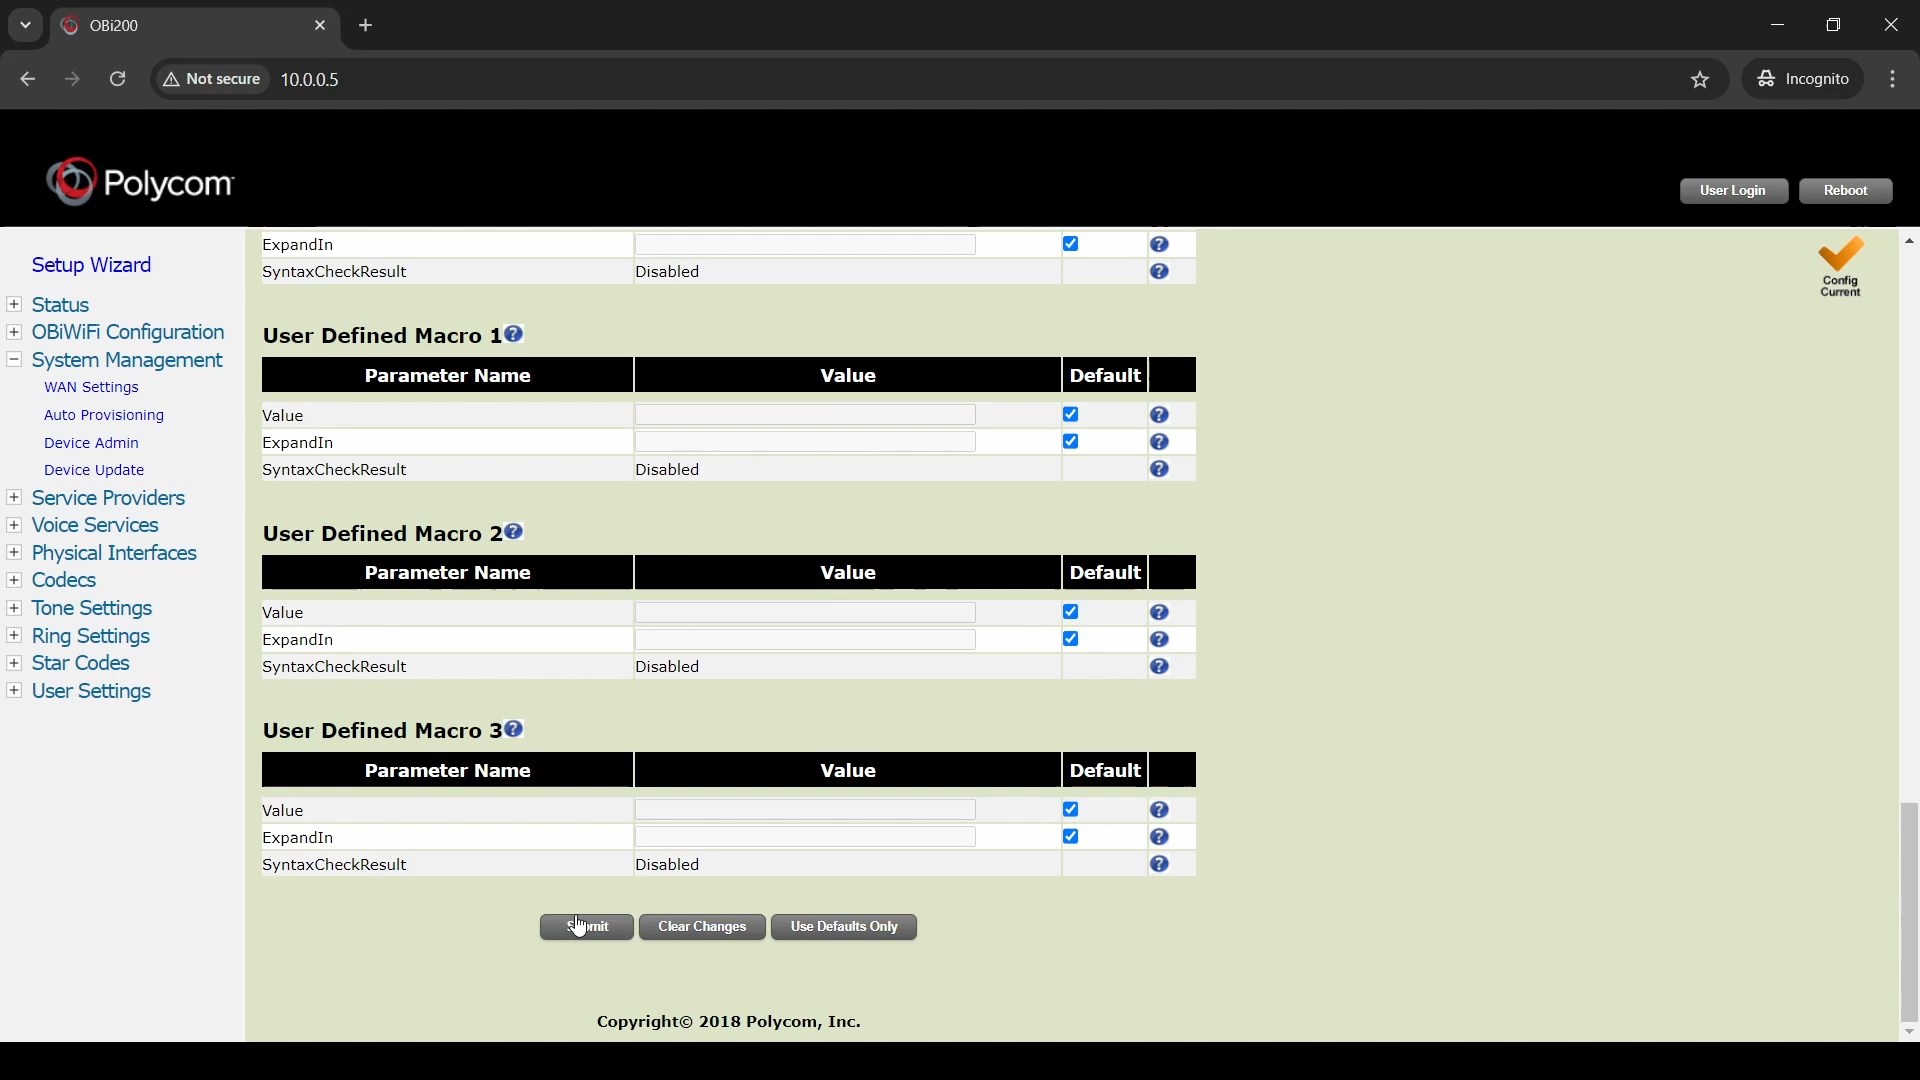 OBi200
Not secure 10.0.0.5 Incognito
Polycom
User Login Reboot
Setup Wizard
Status
OBiWiFi Configuration
System Management
WAN Settings
Auto Provisioning
Device Admin
Device Update
Service Providers
Voice Services
Physical Interfaces
Codecs
Tone Settings
Ring Settings
Star Codes
User Settings
ExpandIn
SyntaxCheckResult Disabled
Config
Current
User Defined Macro 1
Parameter Name Value Default
Value
ExpandIn
SyntaxCheckResult Disabled
User Defined Macro 2
Parameter Name Value Default
Value
ExpandIn
SyntaxCheckResult Disabled
User Defined Macro 3
Parameter Name Value Default
Value
ExpandIn
SyntaxCheckResult Disabled
Submit Clear Changes Use Defaults Only
Copyright© 2018 Polycom, Inc.